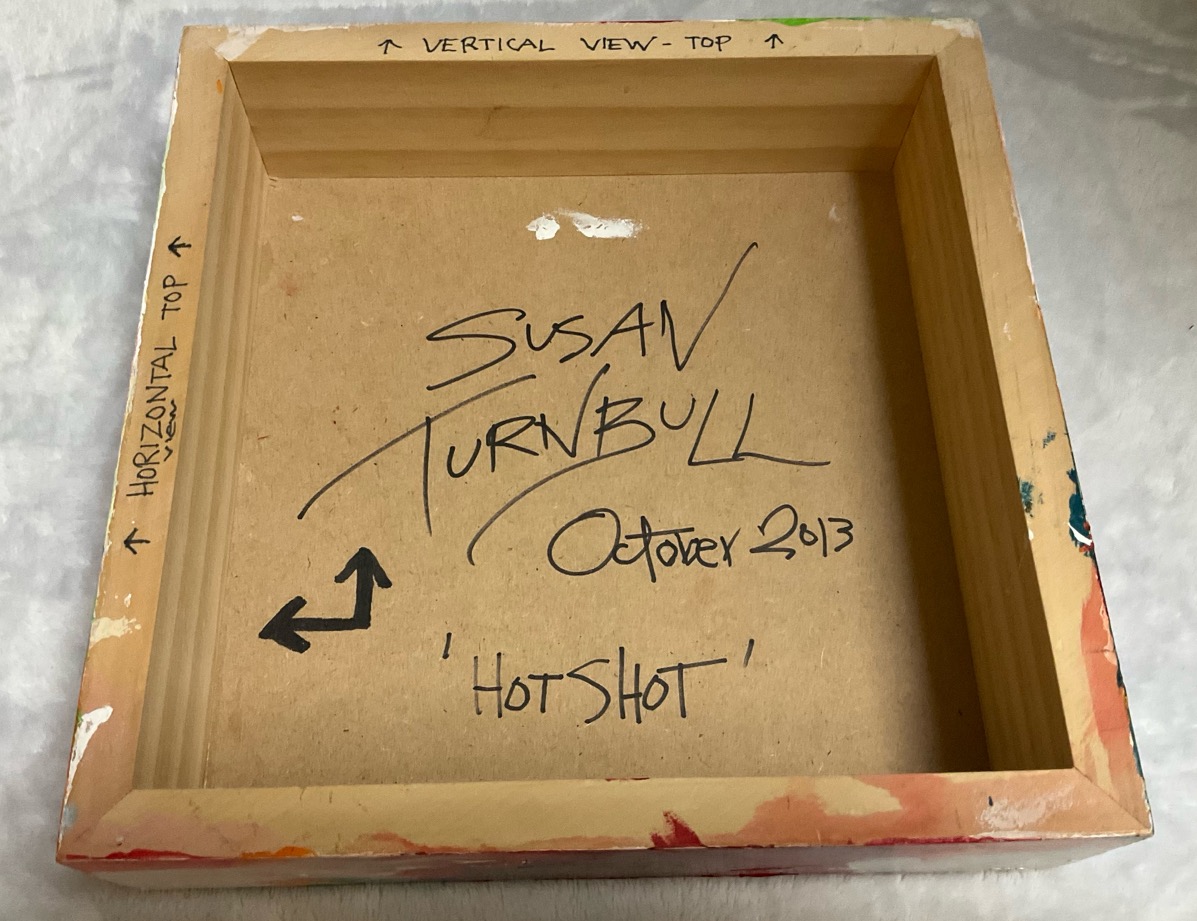 ↑ VERTICAL VIEW - TOP ↑
↑ HORIZONTAL TOP ↑
view
SUSAN
TURNBULL
October 2013
'HOTSHOT'